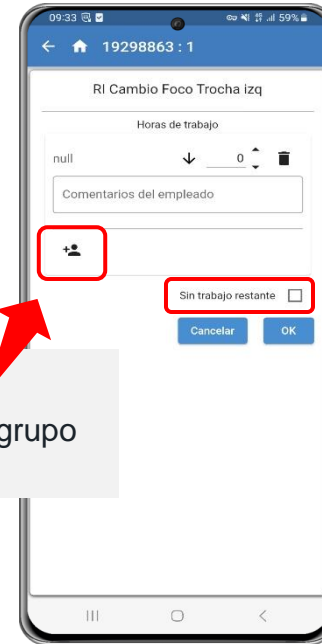 09:33 59%
19298863 : 1
RI Cambio Foco Trocha izq
Horas de trabajo
null 0
Comentarios del empleado
Sin trabajo restante
Cancelar OK
grupo